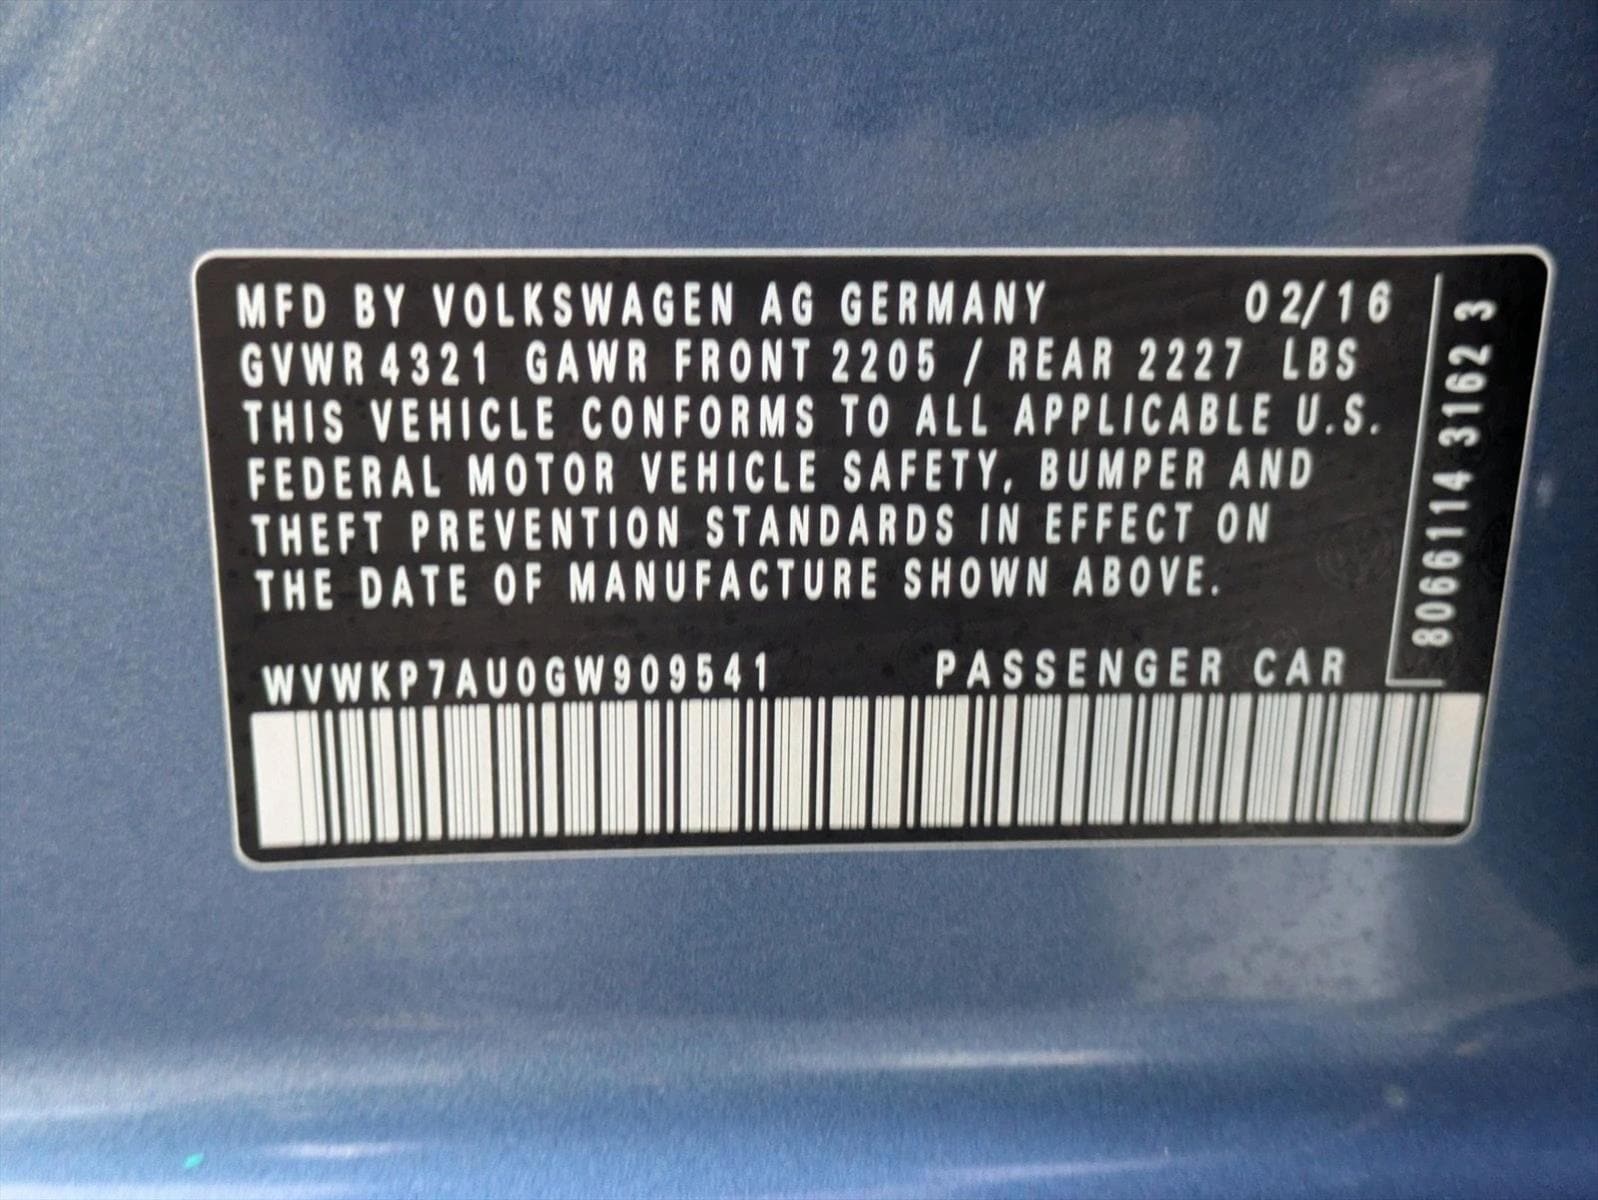 MFD BY VOLKSWAGEN AG GERMANY 02/16
GVWR 4321 GAWR FRONT 2205 / REAR 2227 LBS
THIS VEHICLE CONFORMS TO ALL APPLICABLE U.S.
FEDERAL MOTOR VEHICLE SAFETY, BUMPER AND
THEFT PREVENTION STANDARDS IN EFFECT ON
THE DATE OF MANUFACTURE SHOWN ABOVE.
WVWKP7AU0GW909541 PASSENGER CAR
8066114 3162 3